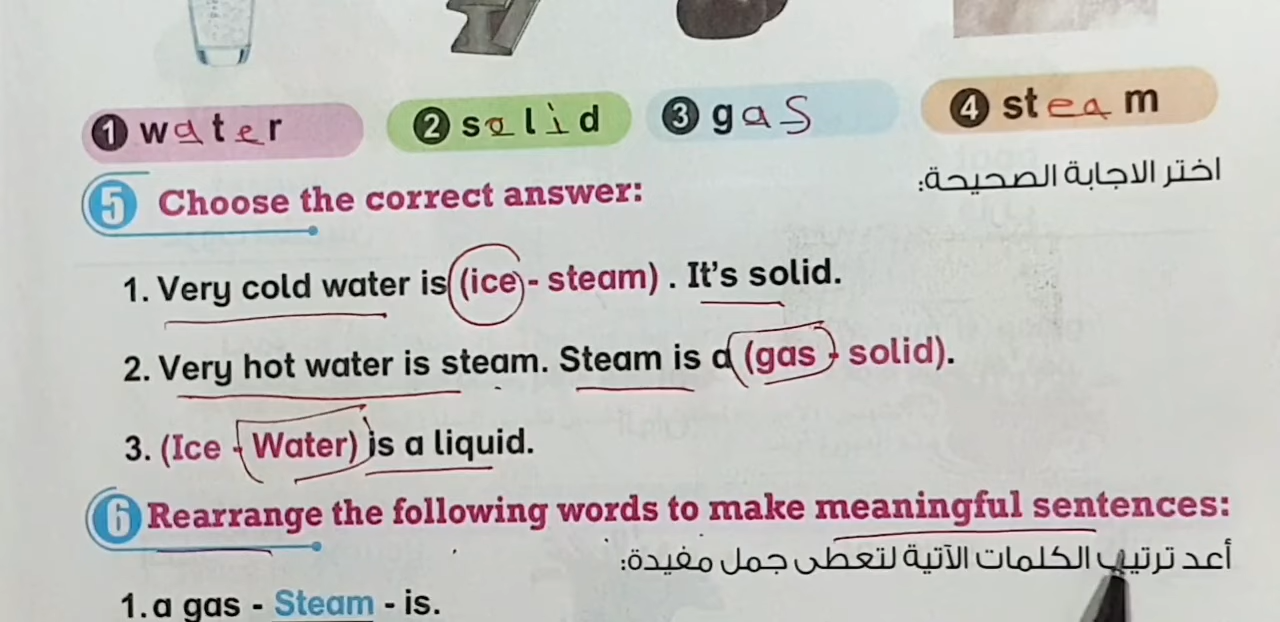 1 water 2 solid 3 gas 4 steam
5 Choose the correct answer:
اختر الاجابة الصحيحة:
1. Very cold water is (ice - steam) . It's solid.
2. Very hot water is steam. Steam is a (gas - solid).
3. (Ice - Water) is a liquid.
6 Rearrange the following words to make meaningful sentences:
أعد ترتيب الكلمات الآتية لتعطى جمل مفيدة:
1. a gas - Steam - is.